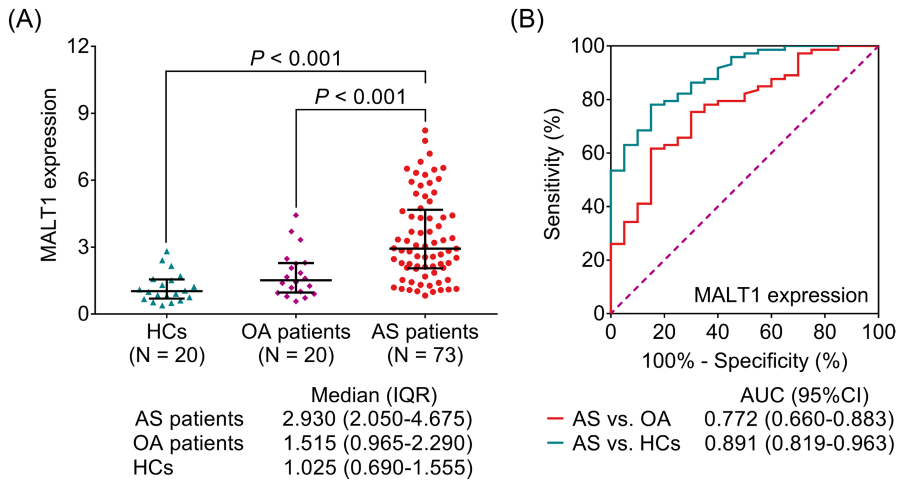 (A)
12
9
6
3
0
MALT1 expression
P < 0.001
P < 0.001
HCs
(N = 20)
OA patients
(N = 20)
AS patients
(N = 73)
Median (IQR)
AS patients 2.930 (2.050-4.675)
OA patients 1.515 (0.965-2.290)
HCs 1.025 (0.690-1.555)
(B)
100
80
60
40
20
0
Sensitivity (%)
MALT1 expression
0 20 40 60 80 100
100% - Specificity (%)
AUC (95%CI)
AS vs. OA 0.772 (0.660-0.883)
AS vs. HCs 0.891 (0.819-0.963)